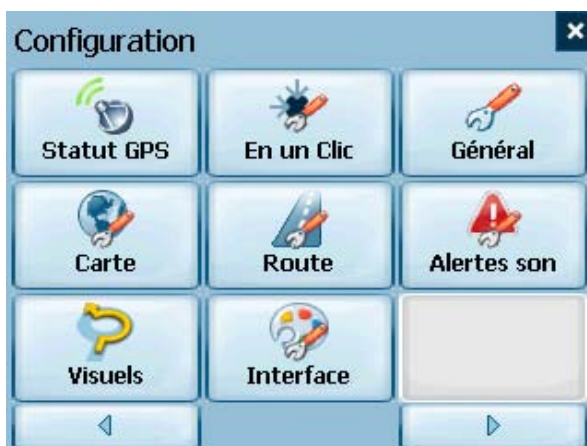 Configuration
Statut GPS
En un Clic
Général
Carte
Route
Alertes son
Visuels
Interface